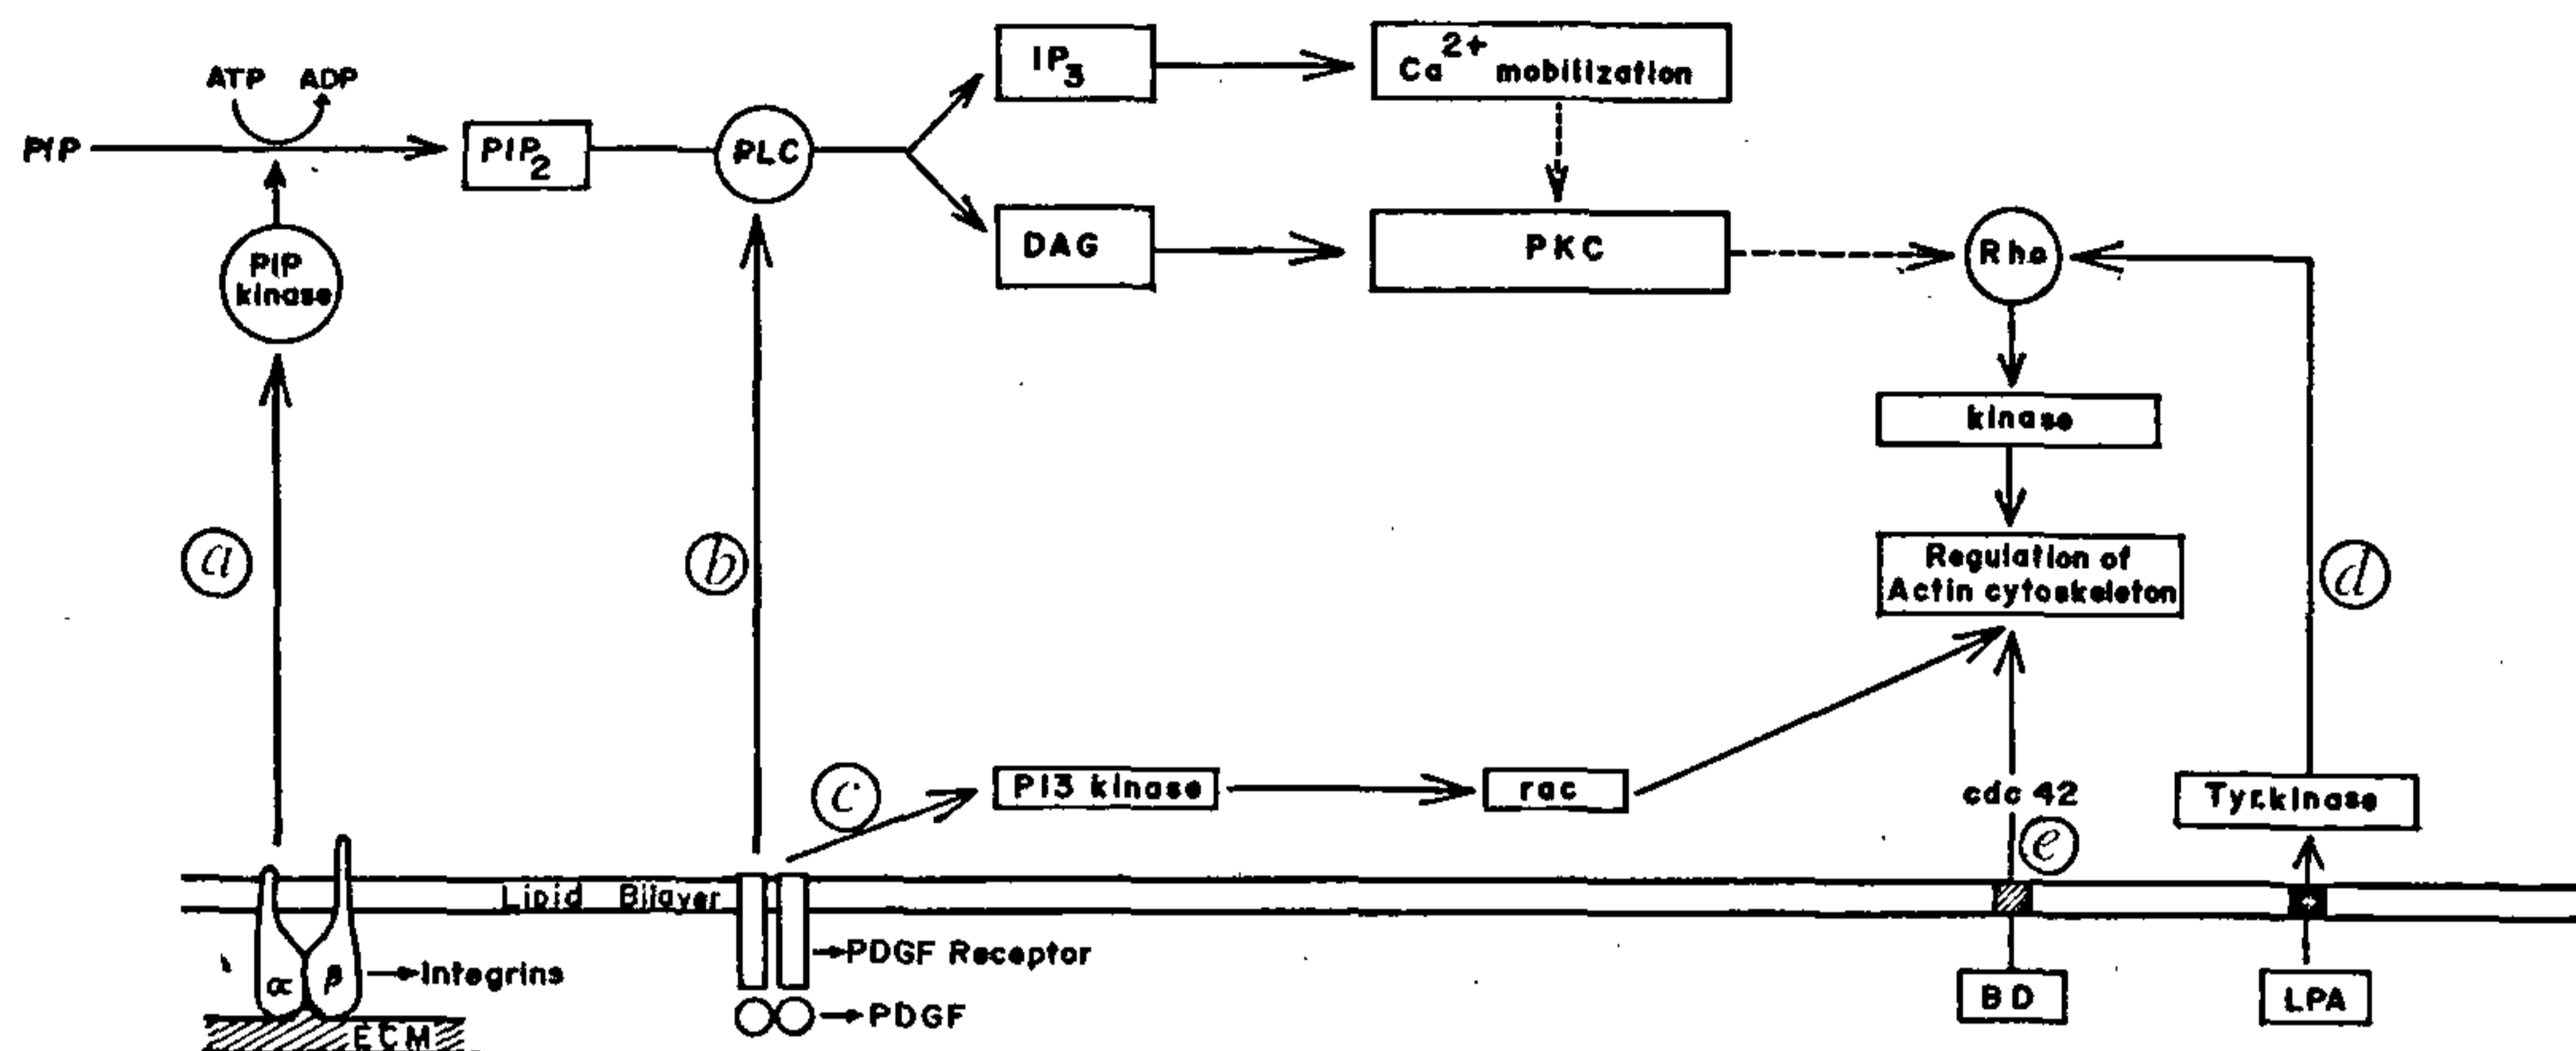 ATP ADP
PIP
PIP2
PLC
IP3
Ca2+ mobilization
DAG
PKC
Rho
PIP
kinase
kinase
Regulation of
Actin cytoskeleton
a
b
c
d
e
PI3 kinase
rac
cdc 42
Tyr.kinase
Lipid Bilayer
α β
Integrins
ECM
PDGF Receptor
PDGF
BD
LPA